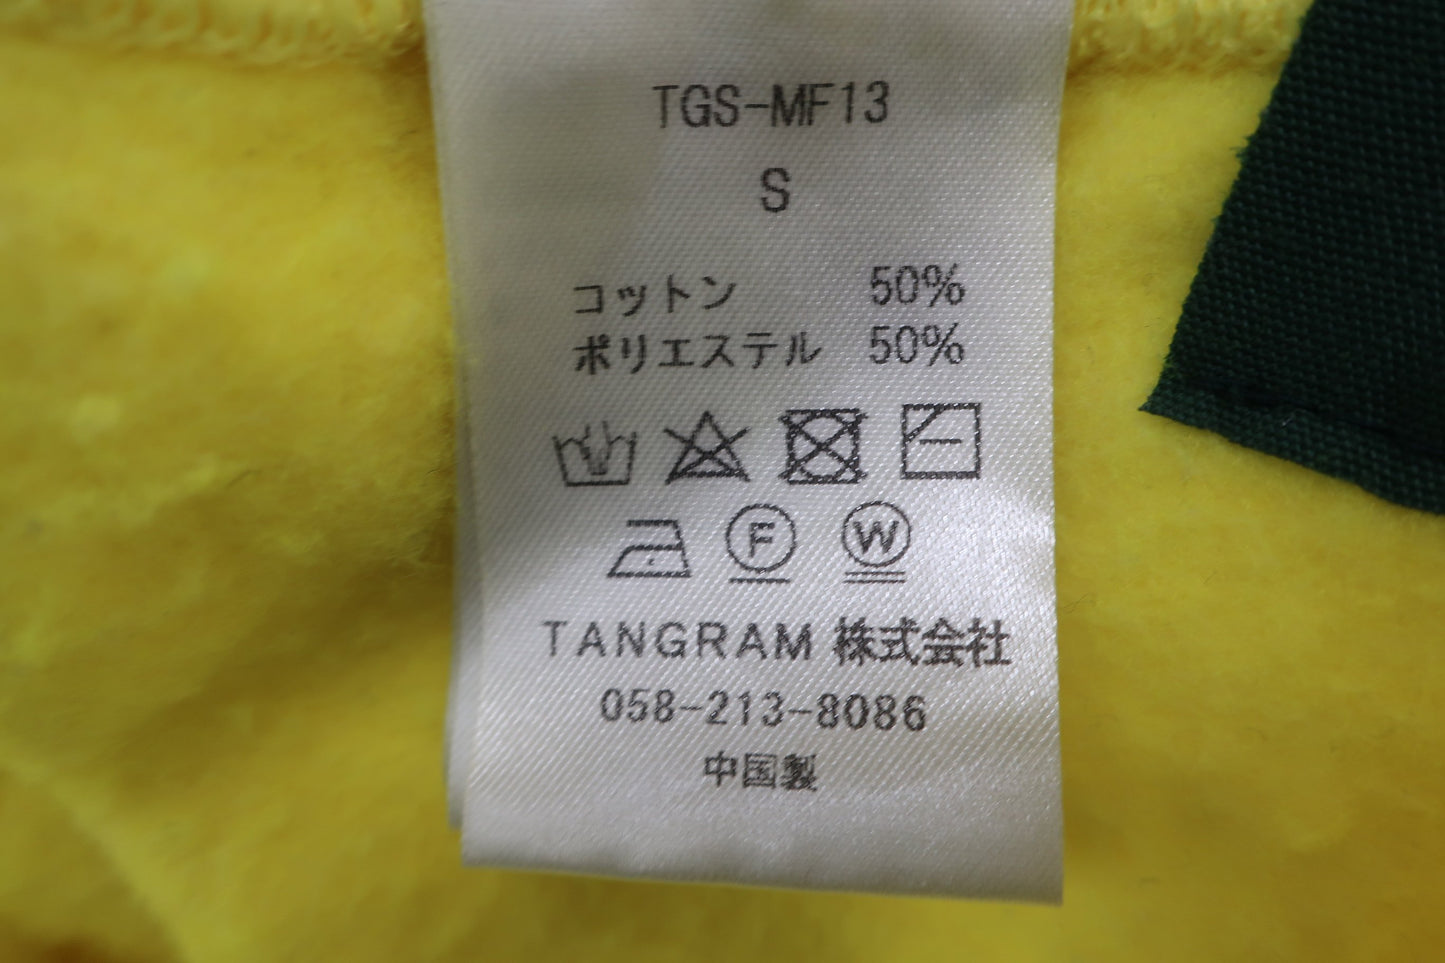 TGS-MF13
S
コットン 50%
ポリエステル 50%
F W
TANGRAM 株式会社
058-213-8086
中国製